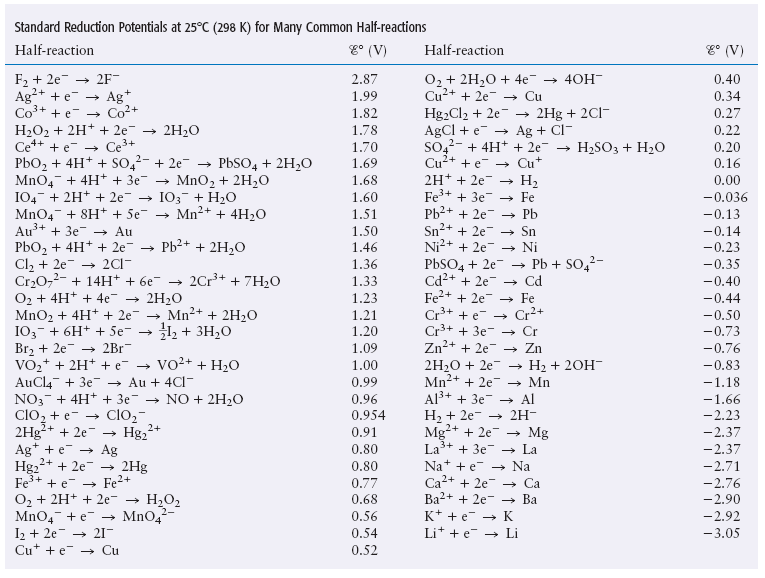 Standard Reduction Potentials at 25°C (298 K) for Many Common Half-reactions
Half-reaction ℰ° (V) Half-reaction ℰ° (V)
F₂ + 2e⁻ → 2F⁻ 2.87 O₂ + 2H₂O + 4e⁻ → 4OH⁻ 0.40
Ag²⁺ + e⁻ → Ag⁺ 1.99 Cu²⁺ + 2e⁻ → Cu 0.34
Co³⁺ + e⁻ → Co²⁺ 1.82 Hg₂Cl₂ + 2e⁻ → 2Hg + 2Cl⁻ 0.27
H₂O₂ + 2H⁺ + 2e⁻ → 2H₂O 1.78 AgCl + e⁻ → Ag + Cl⁻ 0.22
Ce⁴⁺ + e⁻ → Ce³⁺ 1.70 SO₄²⁻ + 4H⁺ + 2e⁻ → H₂SO₃ + H₂O 0.20
PbO₂ + 4H⁺ + SO₄²⁻ + 2e⁻ → PbSO₄ + 2H₂O 1.69 Cu²⁺ + e⁻ → Cu⁺ 0.16
MnO₄⁻ + 4H⁺ + 3e⁻ → MnO₂ + 2H₂O 1.68 2H⁺ + 2e⁻ → H₂ 0.00
IO₄⁻ + 2H⁺ + 2e⁻ → IO₃⁻ + H₂O 1.60 Fe³⁺ + 3e⁻ → Fe −0.036
MnO₄⁻ + 8H⁺ + 5e⁻ → Mn²⁺ + 4H₂O 1.51 Pb²⁺ + 2e⁻ → Pb −0.13
Au³⁺ + 3e⁻ → Au 1.50 Sn²⁺ + 2e⁻ → Sn −0.14
PbO₂ + 4H⁺ + 2e⁻ → Pb²⁺ + 2H₂O 1.46 Ni²⁺ + 2e⁻ → Ni −0.23
Cl₂ + 2e⁻ → 2Cl⁻ 1.36 PbSO₄ + 2e⁻ → Pb + SO₄²⁻ −0.35
Cr₂O₇²⁻ + 14H⁺ + 6e⁻ → 2Cr³⁺ + 7H₂O 1.33 Cd²⁺ + 2e⁻ → Cd −0.40
O₂ + 4H⁺ + 4e⁻ → 2H₂O 1.23 Fe²⁺ + 2e⁻ → Fe −0.44
MnO₂ + 4H⁺ + 2e⁻ → Mn²⁺ + 2H₂O 1.21 Cr³⁺ + e⁻ → Cr²⁺ −0.50
IO₃⁻ + 6H⁺ + 5e⁻ → ½I₂ + 3H₂O 1.20 Cr³⁺ + 3e⁻ → Cr −0.73
Br₂ + 2e⁻ → 2Br⁻ 1.09 Zn²⁺ + 2e⁻ → Zn −0.76
VO₂⁺ + 2H⁺ + e⁻ → VO²⁺ + H₂O 1.00 2H₂O + 2e⁻ → H₂ + 2OH⁻ −0.83
AuCl₄⁻ + 3e⁻ → Au + 4Cl⁻ 0.99 Mn²⁺ + 2e⁻ → Mn −1.18
NO₃⁻ + 4H⁺ + 3e⁻ → NO + 2H₂O 0.96 Al³⁺ + 3e⁻ → Al −1.66
ClO₂ + e⁻ → ClO₂⁻ 0.954 H₂ + 2e⁻ → 2H⁻ −2.23
2Hg²⁺ + 2e⁻ → Hg₂²⁺ 0.91 Mg²⁺ + 2e⁻ → Mg −2.37
Ag⁺ + e⁻ → Ag 0.80 La³⁺ + 3e⁻ → La −2.37
Hg₂²⁺ + 2e⁻ → 2Hg 0.80 Na⁺ + e⁻ → Na −2.71
Fe³⁺ + e⁻ → Fe²⁺ 0.77 Ca²⁺ + 2e⁻ → Ca −2.76
O₂ + 2H⁺ + 2e⁻ → H₂O₂ 0.68 Ba²⁺ + 2e⁻ → Ba −2.90
MnO₄⁻ + e⁻ → MnO₄²⁻ 0.56 K⁺ + e⁻ → K −2.92
I₂ + 2e⁻ → 2I⁻ 0.54 Li⁺ + e⁻ → Li −3.05
Cu⁺ + e⁻ → Cu 0.52